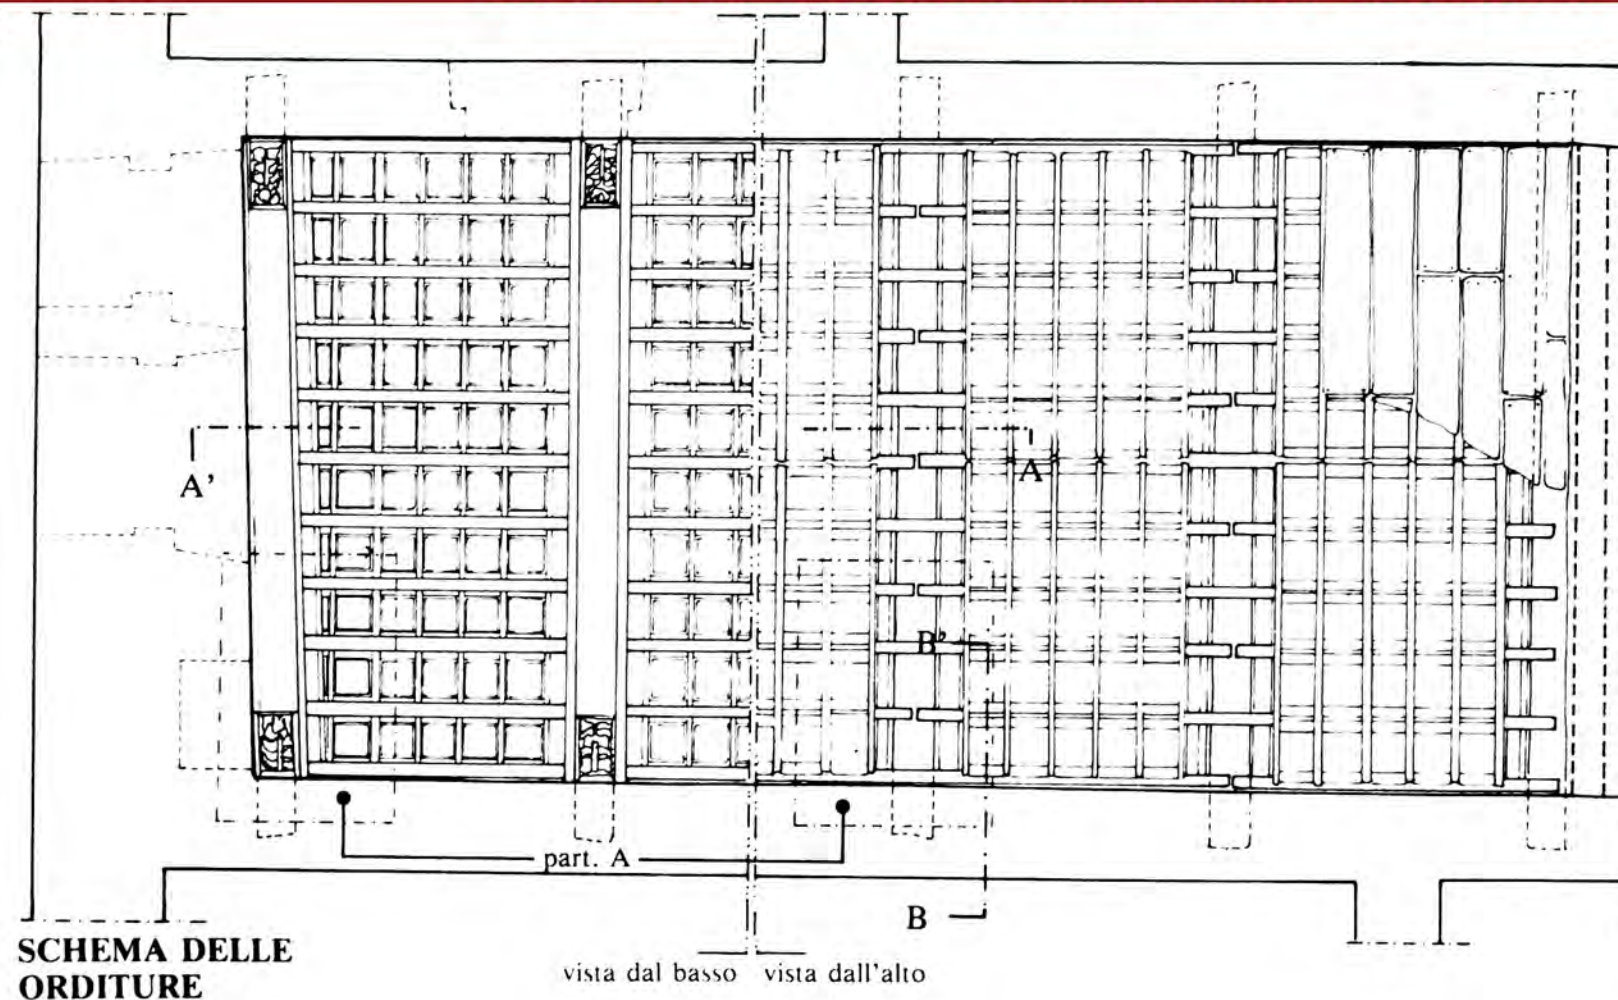 A'
A
B'
part. A
B
SCHEMA DELLE
ORDITURE
vista dal basso
vista dall'alto